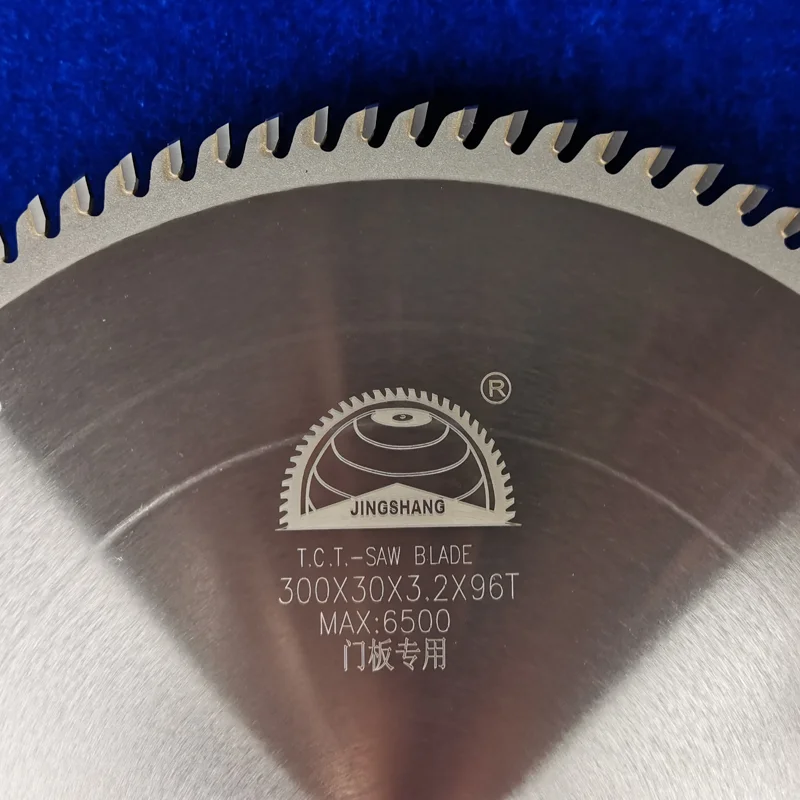 ®
JINGSHANG
T.C.T.-SAW BLADE
300X30X3.2X96T
MAX:6500
门板专用